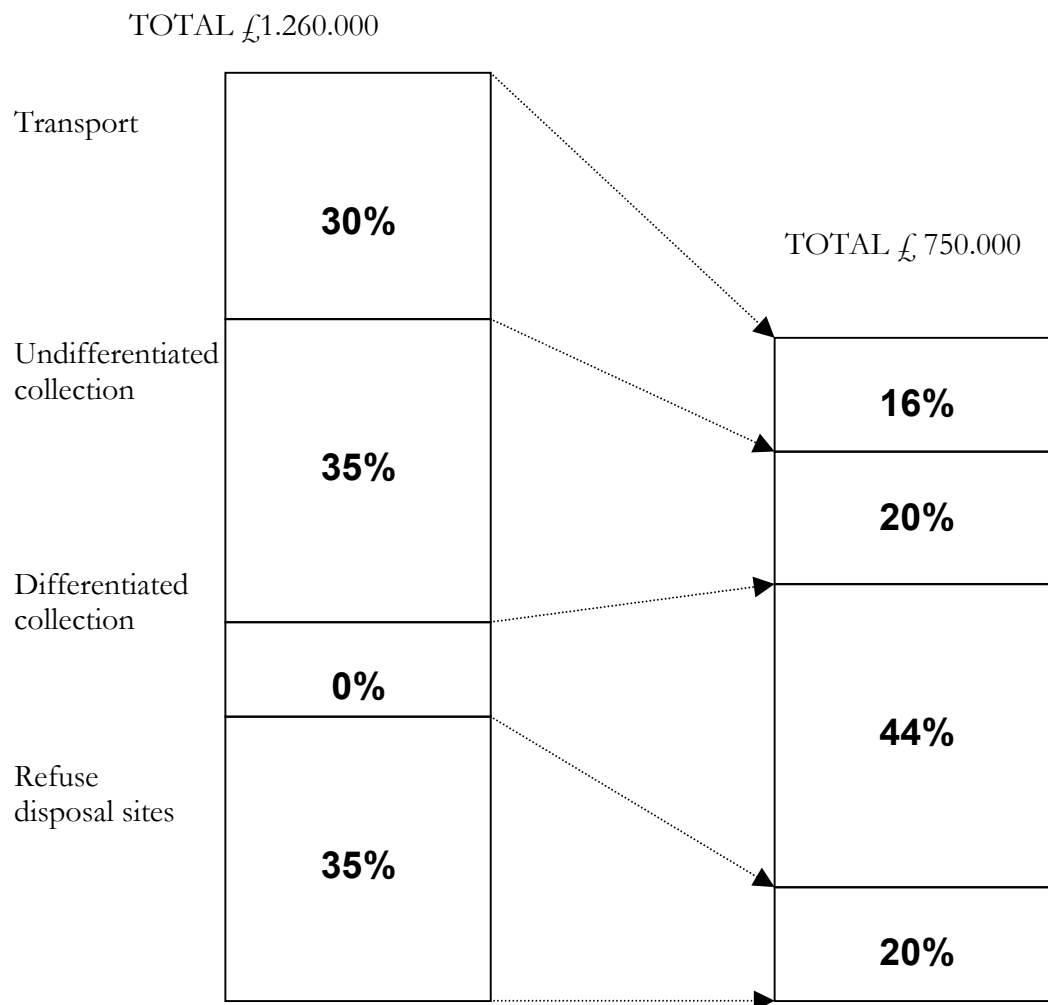 TOTAL £1.260.000
Transport
30%
TOTAL £ 750.000
Undifferentiated
collection
16%
35%
20%
Differentiated
collection
0%
44%
Refuse
disposal sites
35%
20%